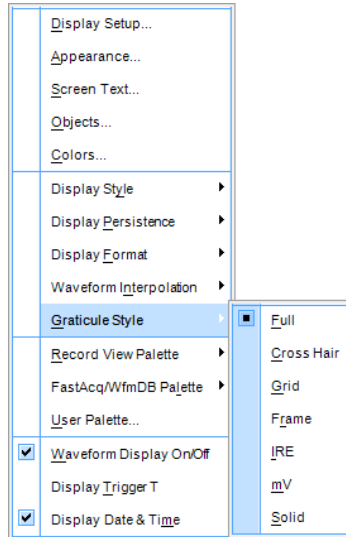 Display Setup...
Appearance...
Screen Text...
Objects...
Colors...
Display Style
Display Persistence
Display Format
Waveform Interpolation
Graticule Style
Record View Palette
FastAcq/WfmDB Palette
User Palette...
Waveform Display On/Off
Display Trigger T
Display Date & Time
Full
Cross Hair
Grid
Frame
IRE
mV
Solid